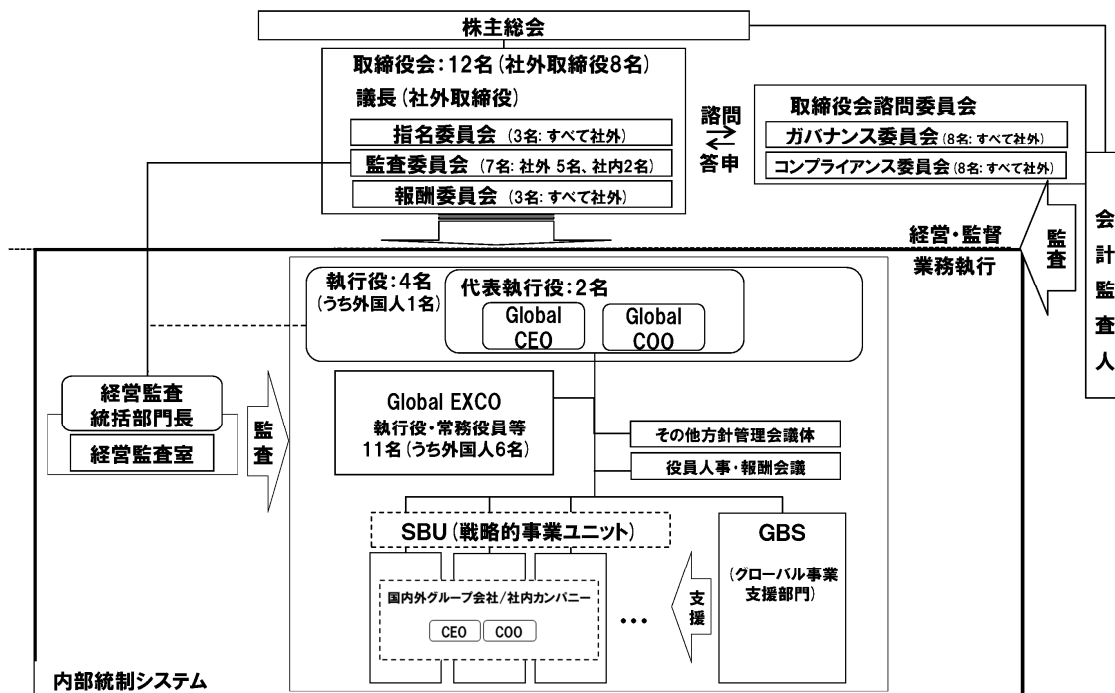 株主総会
取締役会：12名（社外取締役8名）
議長（社外取締役）
指名委員会（3名：すべて社外）
監査委員会（7名：社外 5名、社内2名）
報酬委員会（3名：すべて社外）
諮問
答申
取締役会諮問委員会
ガバナンス委員会（8名：すべて社外）
コンプライアンス委員会（8名：すべて社外）
会計監査人
監査
経営・監督
業務執行
執行役：4名
（うち外国人1名）
代表執行役：2名
Global
CEO
Global
COO
経営監査
統括部門長
経営監査室
監査
Global EXCO
執行役・常務役員等
11名（うち外国人6名）
その他方針管理会議体
役員人事・報酬会議
SBU（戦略的事業ユニット）
国内外グループ会社/社内カンパニー
CEO
COO
…
支援
GBS
（グローバル事業
支援部門）
内部統制システム